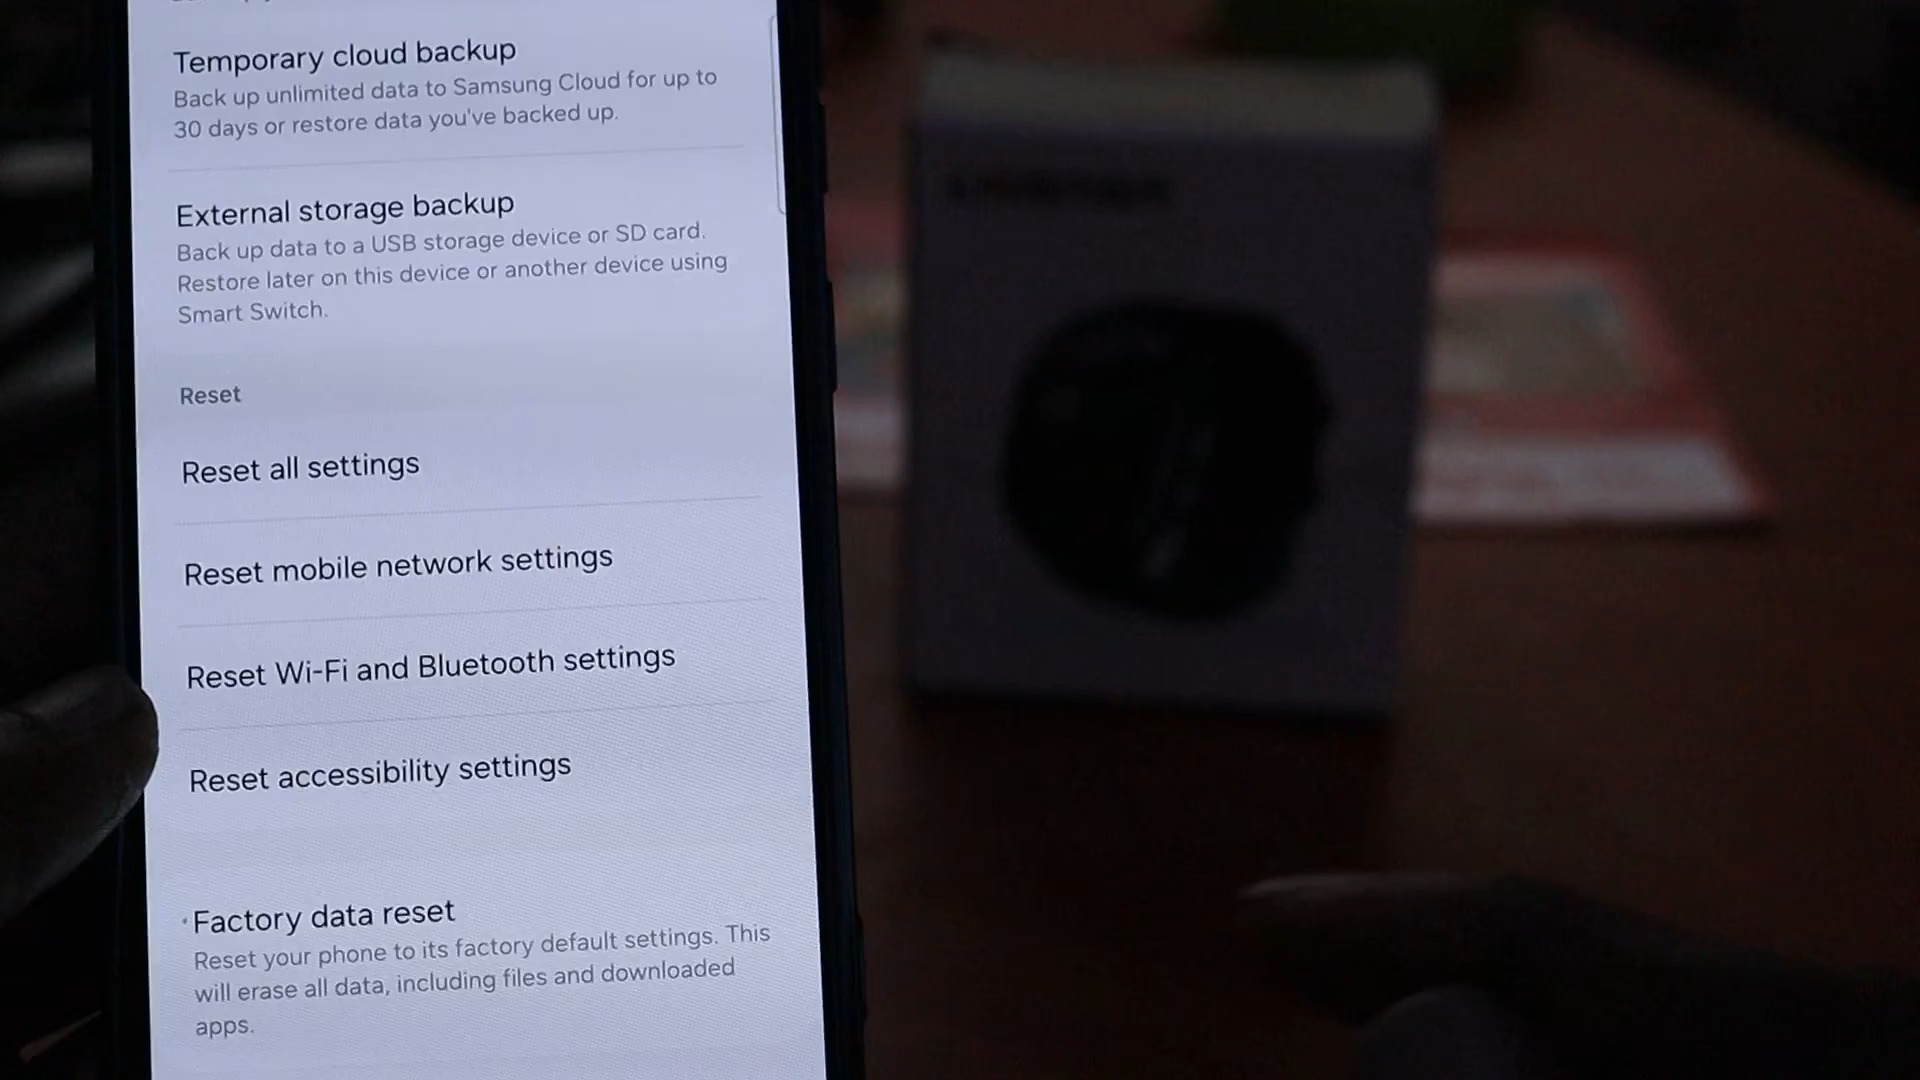 Temporary cloud backup
Back up unlimited data to Samsung Cloud for up to
30 days or restore data you've backed up.
External storage backup
Back up data to a USB storage device or SD card.
Restore later on this device or another device using
Smart Switch.
Reset
Reset all settings
Reset mobile network settings
Reset Wi-Fi and Bluetooth settings
Reset accessibility settings
Factory data reset
Reset your phone to its factory default settings. This
will erase all data, including files and downloaded
apps.